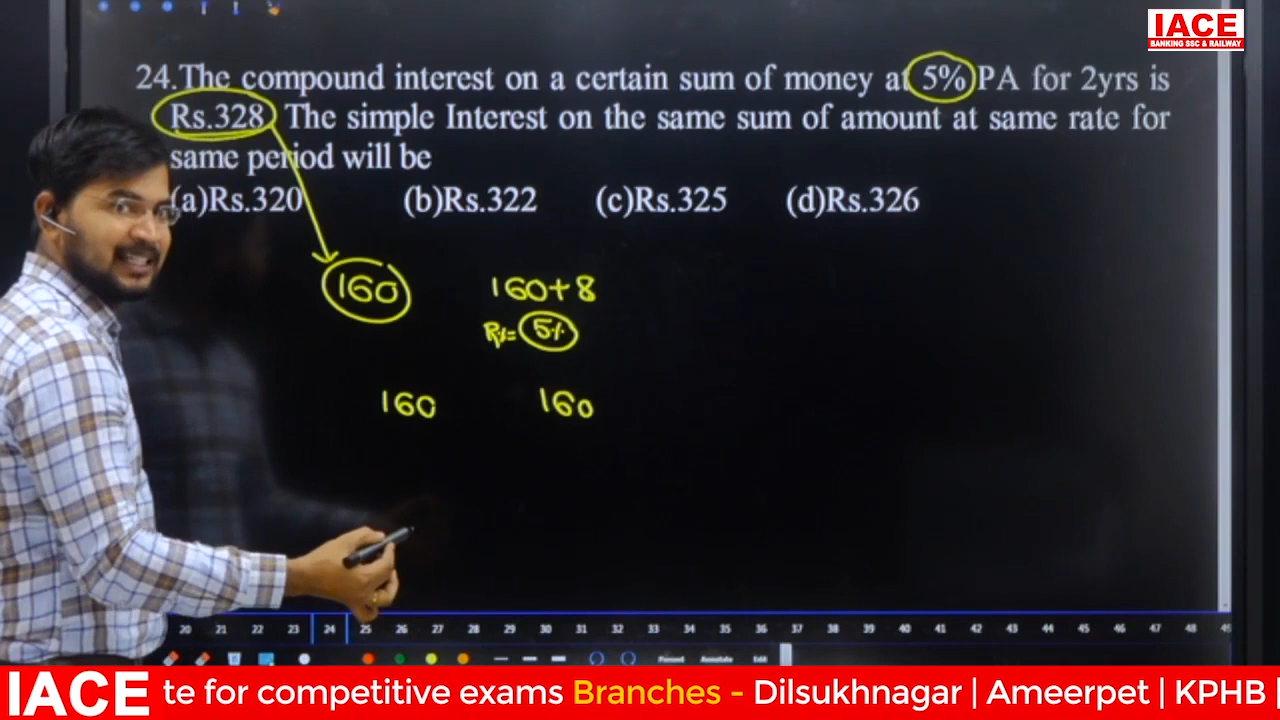 IACE
BANKING SSC & RAILWAY
24.The compound interest on a certain sum of money at 5% PA for 2yrs is
Rs.328 The simple Interest on the same sum of amount at same rate for
same period will be
(a)Rs.320 (b)Rs.322 (c)Rs.325 (d)Rs.326
160 160+8
R%= 5%
160 160
20 21 22 23 24 25 26 27 28 29 30 31 32 33 34 35 36 37 38 39 40 41 42 43 44 45 46 47 48 49
Annotate Edit
IACE te for competitive exams Branches - Dilsukhnagar | Ameerpet | KPHB |